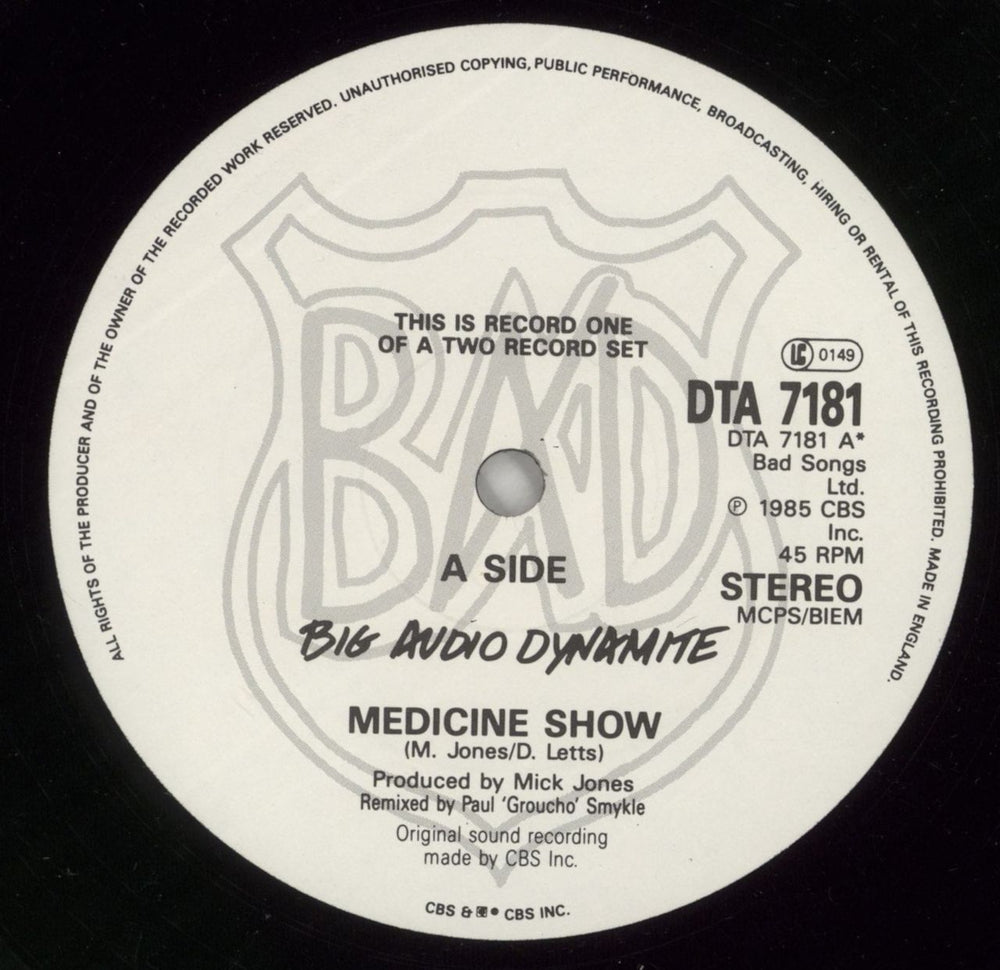 ALL RIGHTS OF THE PRODUCER AND OF THE OWNER OF THE RECORDED WORK RESERVED. UNAUTHORISED COPYING, PUBLIC PERFORMANCE, BROADCASTING, HIRING OR RENTAL OF THIS RECORDING PROHIBITED. MADE IN ENGLAND.
BAD
THIS IS RECORD ONE
OF A TWO RECORD SET
LC 0149
DTA 7181
DTA 7181 A*
Bad Songs
Ltd.
℗ 1985 CBS
Inc.
45 RPM
STEREO
MCPS/BIEM
A SIDE
BIG AUDIO DYNAMITE
MEDICINE SHOW
(M. Jones/D. Letts)
Produced by Mick Jones
Remixed by Paul 'Groucho' Smykle
Original sound recording
made by CBS Inc.
CBS & ® CBS INC.